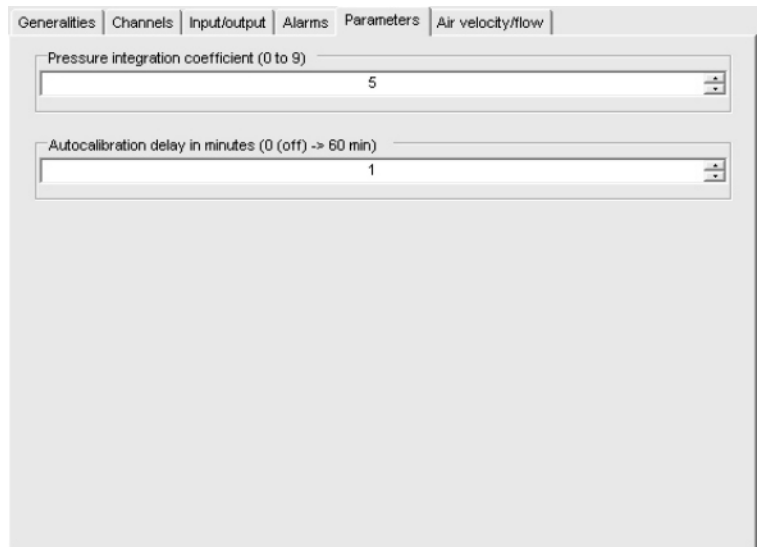 Generalities Channels Input/output Alarms Parameters Air velocity/flow
Pressure integration coefficient (0 to 9)
5
Autocalibration delay in minutes (0 (off) -> 60 min)
1